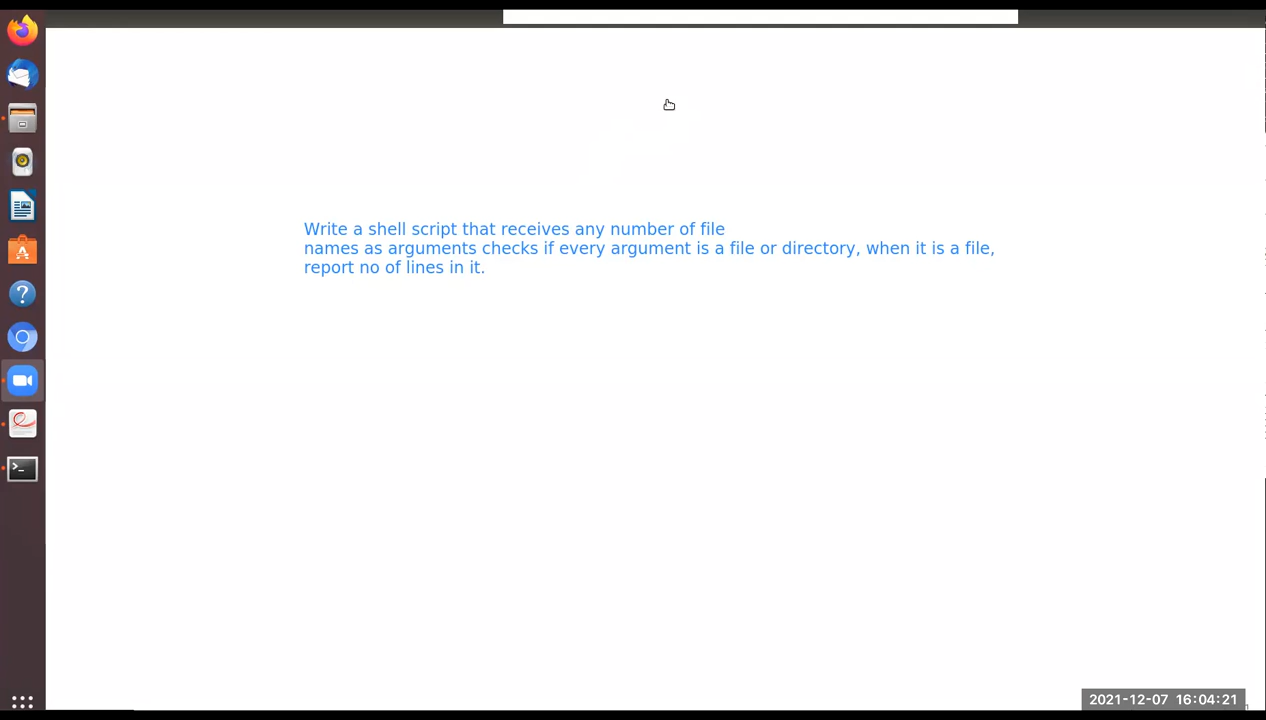 Write a shell script that receives any number of file
names as arguments checks if every argument is a file or directory, when it is a file,
report no of lines in it.
2021-12-07 16:04:21